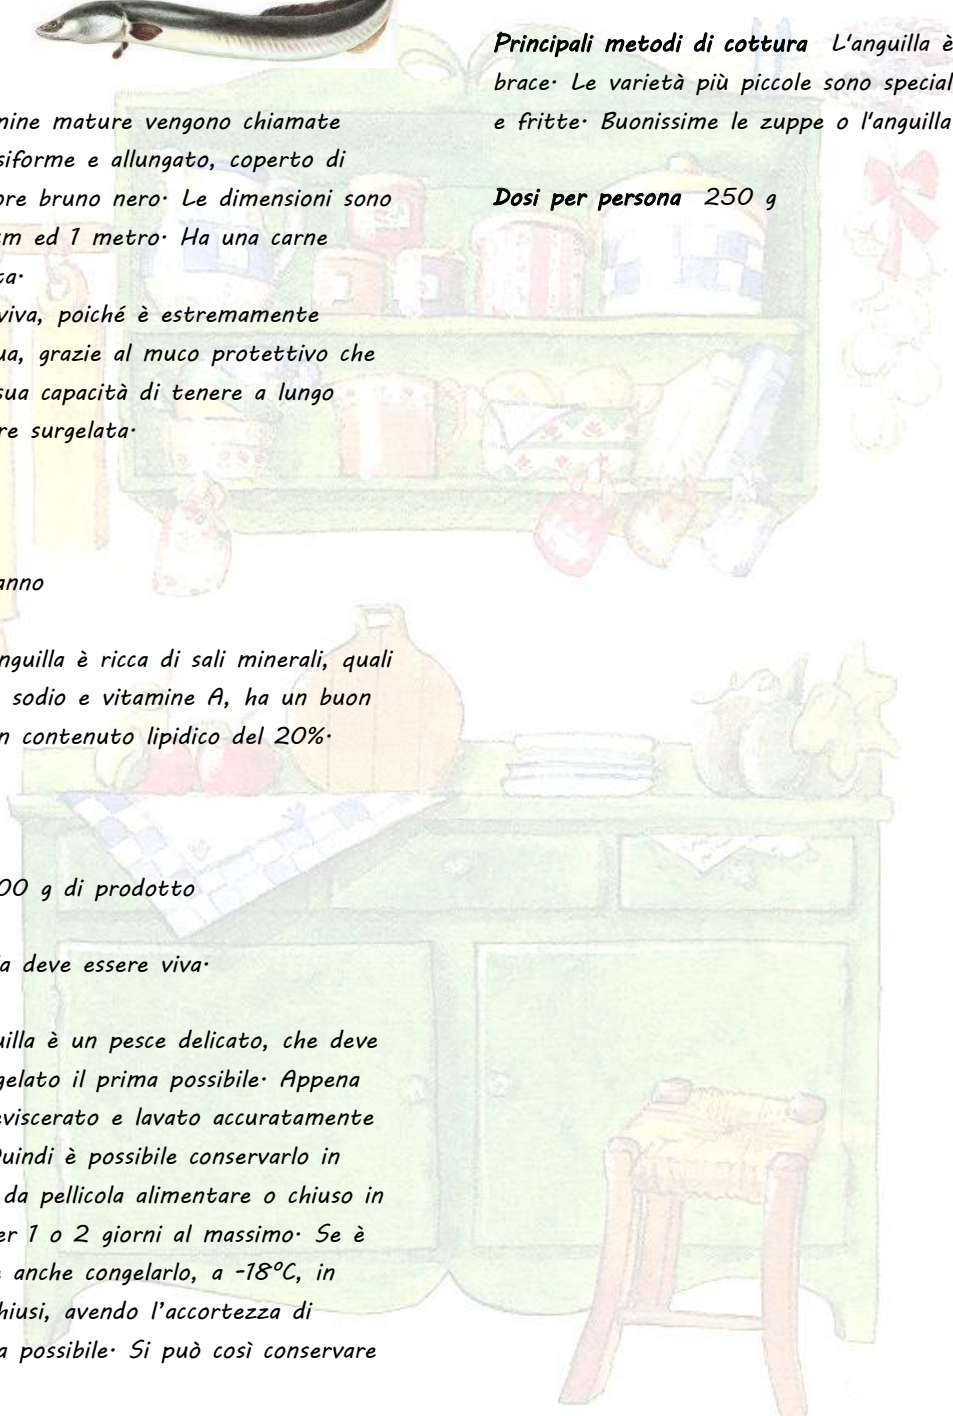 mine mature vengono chiamate
siforme e allungato, coperto di
ore bruno nero· Le dimensioni sono
cm ed 1 metro· Ha una carne
ta·
viva, poiché è estremamente
ua, grazie al muco protettivo che
sua capacità di tenere a lungo
re surgelata·
anno
nguilla è ricca di sali minerali, quali
sodio e vitamine A, ha un buon
n contenuto lipidico del 20%·
00 g di prodotto
la deve essere viva·
uilla è un pesce delicato, che deve
gelato il prima possibile· Appena
eviscerato e lavato accuratamente
Quindi è possibile conservarlo in
da pellicola alimentare o chiuso in
er 1 o 2 giorni al massimo· Se è
e anche congelarlo, a -18°C, in
hiusi, avendo l’accortezza di
a possibile· Si può così conservare
Principali metodi di cottura L'anguilla è
brace· Le varietà più piccole sono special
e fritte· Buonissime le zuppe o l'anguilla
Dosi per persona 250 g